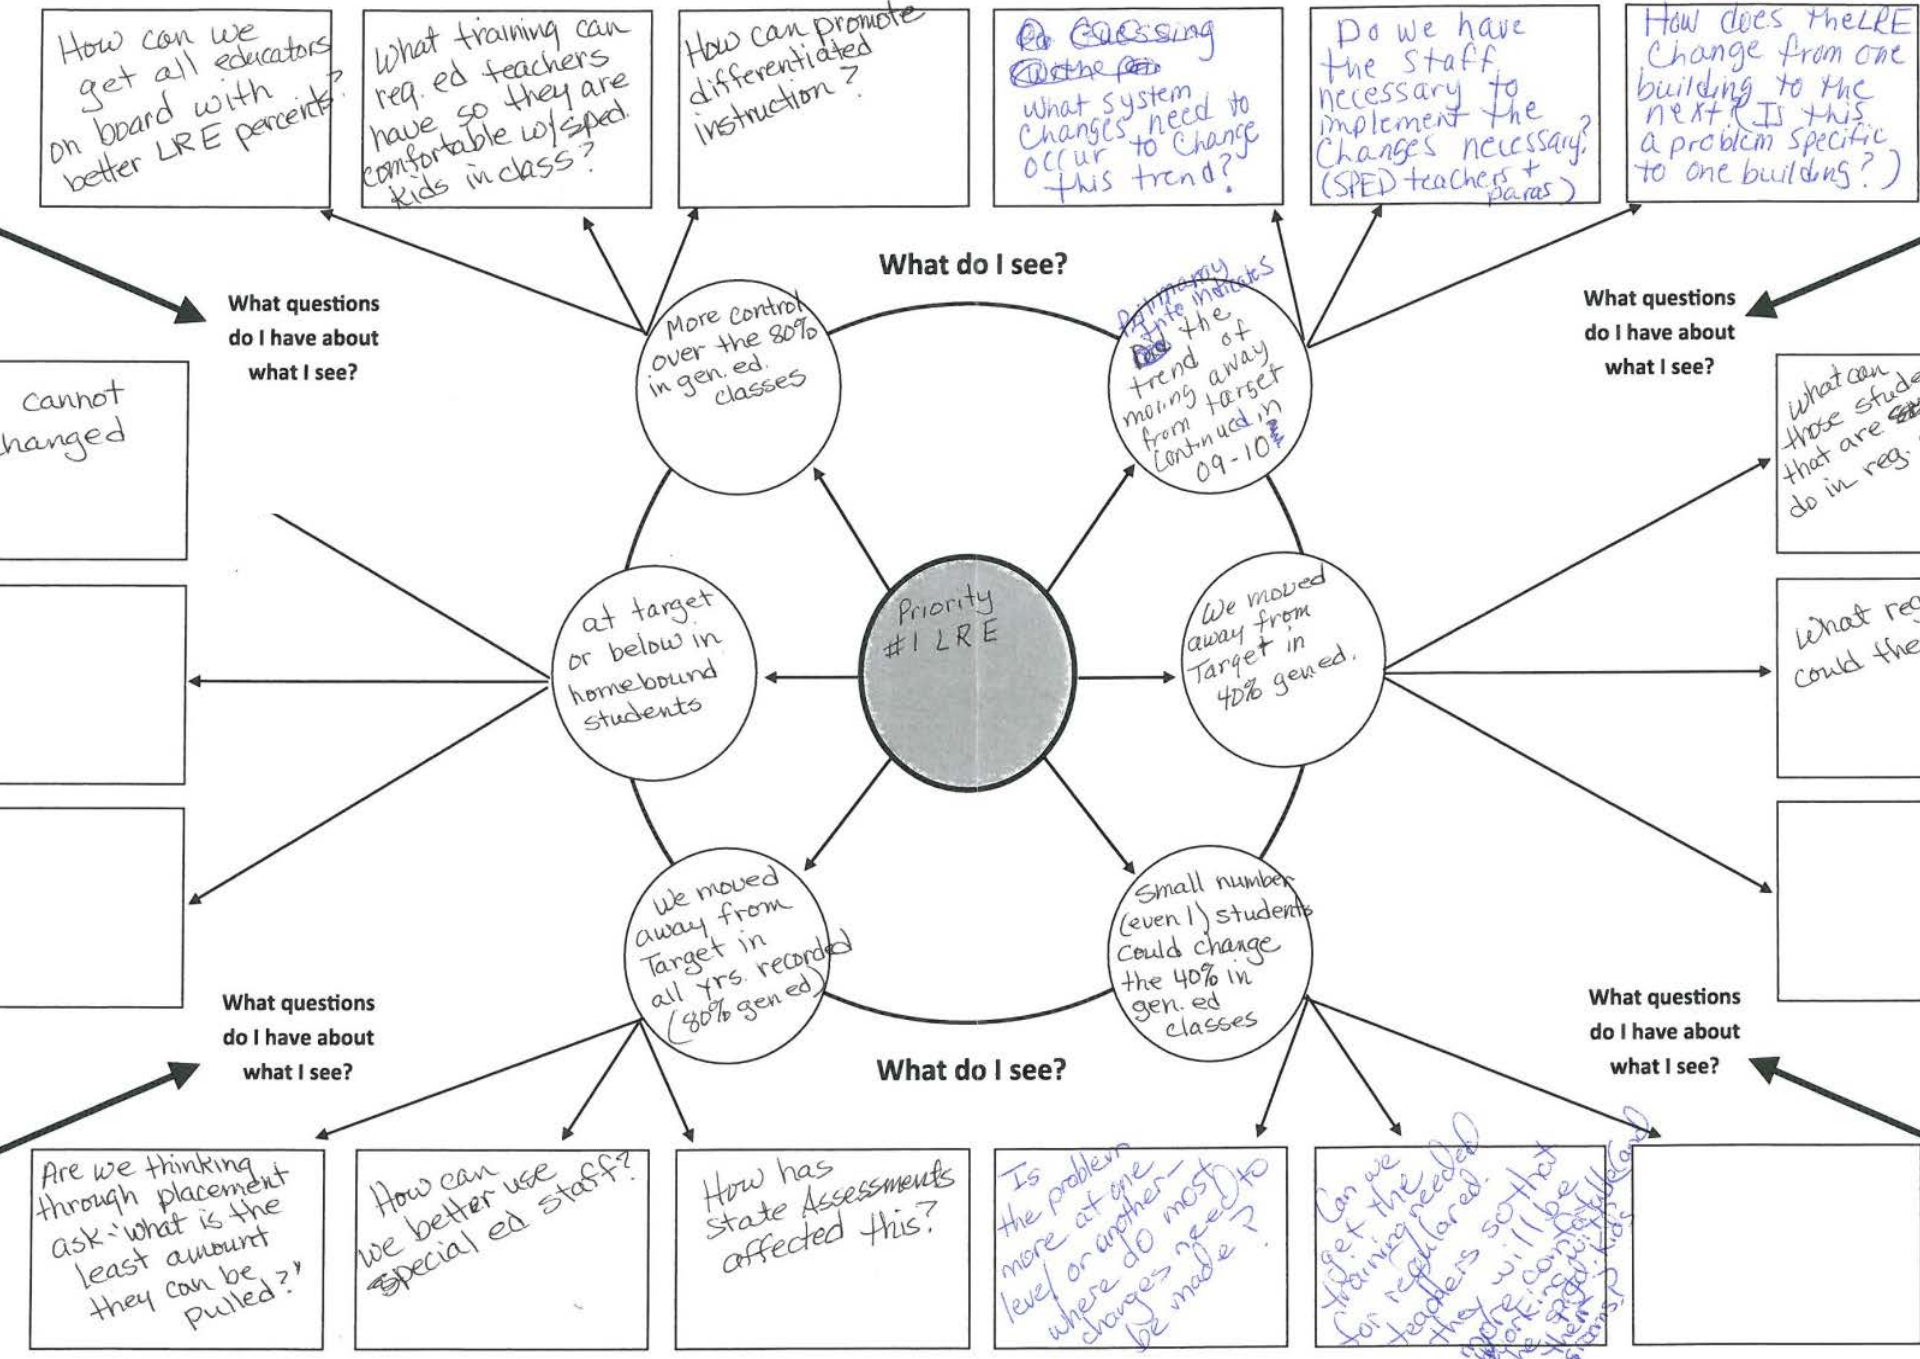 How can we
get all educators
on board with
better LRE percents?
What training can
reg. ed teachers
have so they are
comfortable w/sped.
kids in class?
How can promote
differentiated
instruction?
What system
changes need to
occur to change
this trend?
Do we have
the staff
necessary to
implement the
changes necessary?
(SPED teachers +
paras)
How does the LRE
change from one
building to the
next? (Is this
a problem specific
to one building?)
What do I see?
What questions
do I have about
what I see?
What questions
do I have about
what I see?
More control
over the 80%
in gen. ed.
classes
info indicates
the
trend of
moving away
from target
continued in
09-10
cannot
hanged
what can
those stude
that are
do in reg.
at target
or below in
homebound
students
Priority
#1 LRE
We moved
away from
Target in
40% gen ed.
What reg
could the
We moved
away from
Target in
all yrs. recorded
(80% gen ed)
Small number
(even 1) students
could change
the 40% in
gen. ed
classes
What questions
do I have about
what I see?
What do I see?
What questions
do I have about
what I see?
Are we thinking
through placement
ask-"what is the
least amount
they can be
pulled?"
How can
we better use
special ed staff?
How has
State Assessments
affected this?
Is
the problem
more at one
level or another-
where do most
changes need to
be made?
Can we
get the
training needed
for regular ed.
teachers so that
they will be
more comfortable
working with